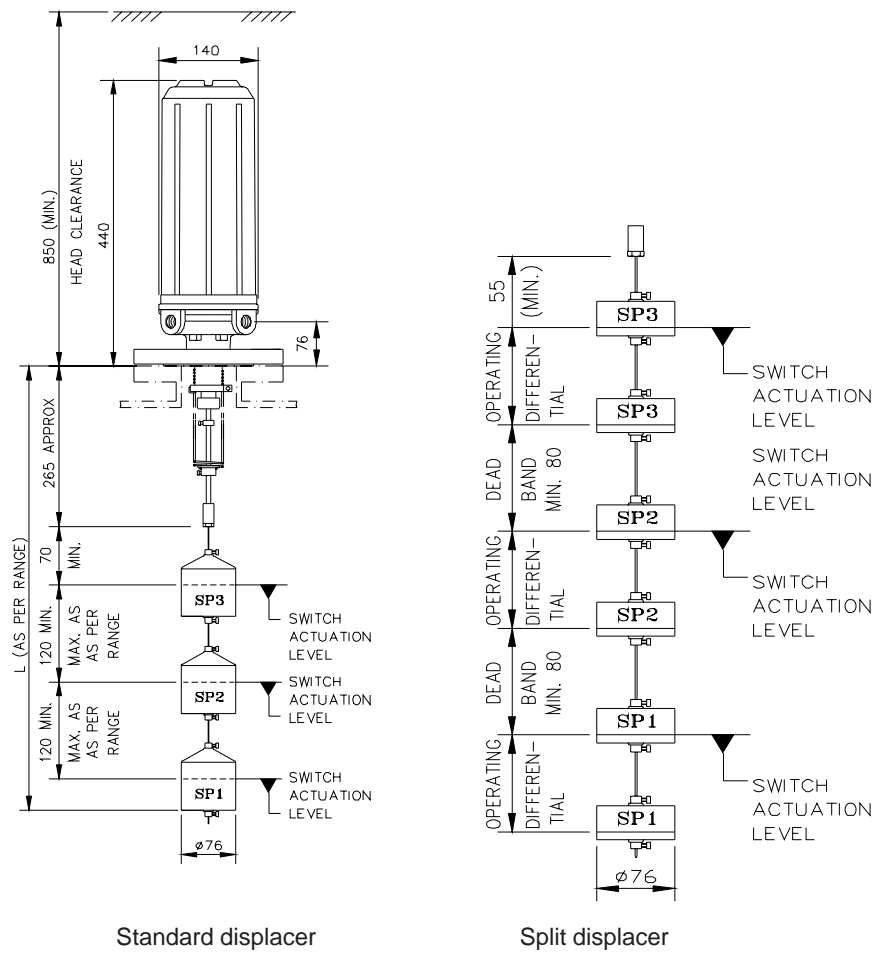 140
850 (MIN.)
HEAD CLEARANCE
440
76
L (AS PER RANGE)
265 APPROX
70
MIN.
120 MIN.
MAX. AS
AS PER
RANGE
120 MIN.
MAX. AS
AS PER
RANGE
SP3
SWITCH
ACTUATION
LEVEL
SP2
SWITCH
ACTUATION
LEVEL
SP1
SWITCH
ACTUATION
LEVEL
ø76
Standard displacer
55
(MIN.)
SP3
OPERATING
DIFFEREN-
TIAL
SWITCH
ACTUATION
LEVEL
SP3
DEAD
BAND
MIN. 80
SWITCH
ACTUATION
LEVEL
SP2
OPERATING
DIFFEREN-
TIAL
SWITCH
ACTUATION
LEVEL
SP2
DEAD
BAND
MIN. 80
SP1
OPERATING
DIFFEREN-
TIAL
SWITCH
ACTUATION
LEVEL
SP1
ø76
Split displacer